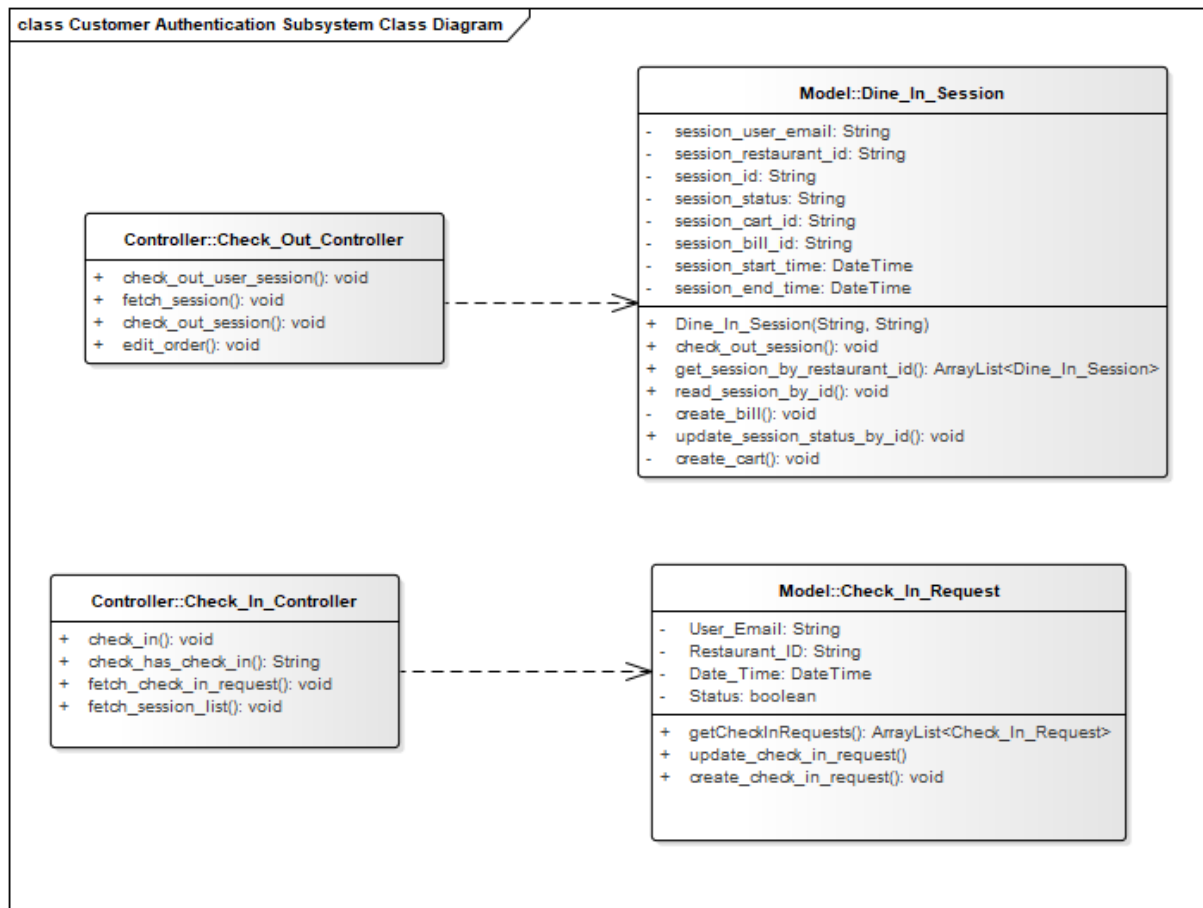 class Customer Authentication Subsystem Class Diagram
Model::Dine_In_Session
- session_user_email: String
- session_restaurant_id: String
- session_id: String
- session_status: String
- session_cart_id: String
- session_bill_id: String
- session_start_time: DateTime
- session_end_time: DateTime
+ Dine_In_Session(String, String)
+ check_out_session(): void
+ get_session_by_restaurant_id(): ArrayList<Dine_In_Session>
+ read_session_by_id(): void
- create_bill(): void
+ update_session_status_by_id(): void
- create_cart(): void
Controller::Check_Out_Controller
+ check_out_user_session(): void
+ fetch_session(): void
+ check_out_session(): void
+ edit_order(): void
Controller::Check_In_Controller
+ check_in(): void
+ check_has_check_in(): String
+ fetch_check_in_request(): void
+ fetch_session_list(): void
Model::Check_In_Request
- User_Email: String
- Restaurant_ID: String
- Date_Time: DateTime
- Status: boolean
+ getCheckInRequests(): ArrayList<Check_In_Request>
+ update_check_in_request()
+ create_check_in_request(): void